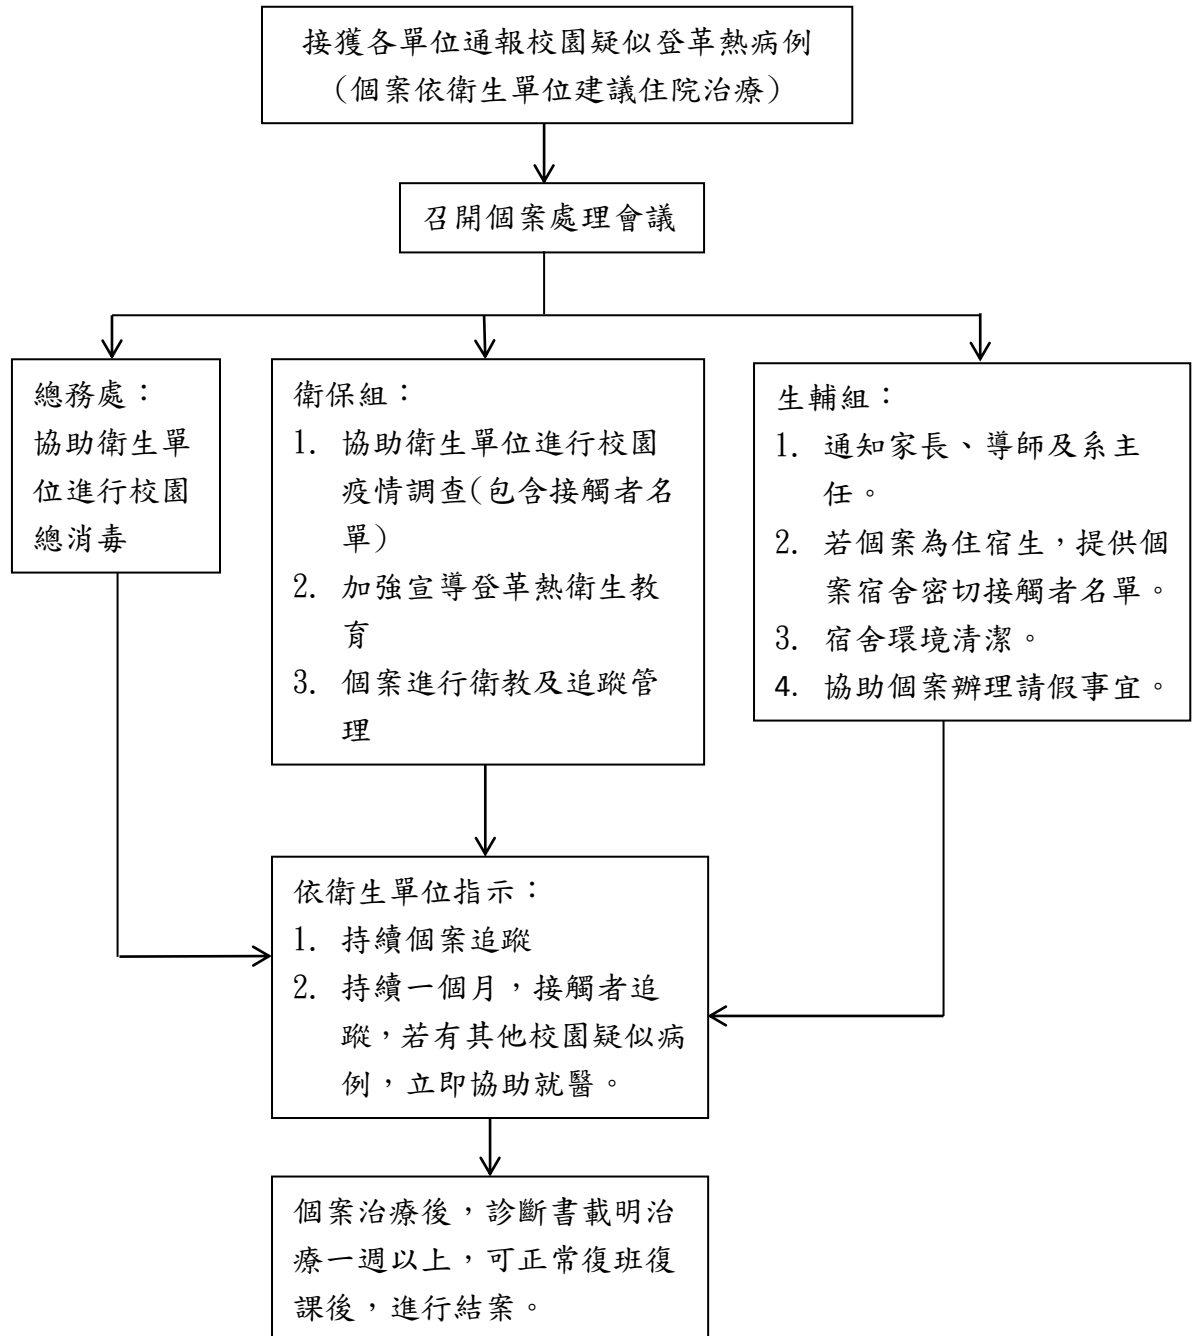 接獲各單位通報校園疑似登革熱病例
(個案依衛生單位建議住院治療)
召開個案處理會議
總務處：
協助衛生單
位進行校園
總消毒
衛保組：
1. 協助衛生單位進行校園
疫情調查(包含接觸者名
單)
2. 加強宣導登革熱衛生教
育
3. 個案進行衛教及追蹤管
理
生輔組：
1. 通知家長、導師及系主
任。
2. 若個案為住宿生，提供個
案宿舍密切接觸者名單。
3. 宿舍環境清潔。
4. 協助個案辦理請假事宜。
依衛生單位指示：
1. 持續個案追蹤
2. 持續一個月，接觸者追
蹤，若有其他校園疑似病
例，立即協助就醫。
個案治療後，診斷書載明治
療一週以上，可正常復班復
課後，進行結案。